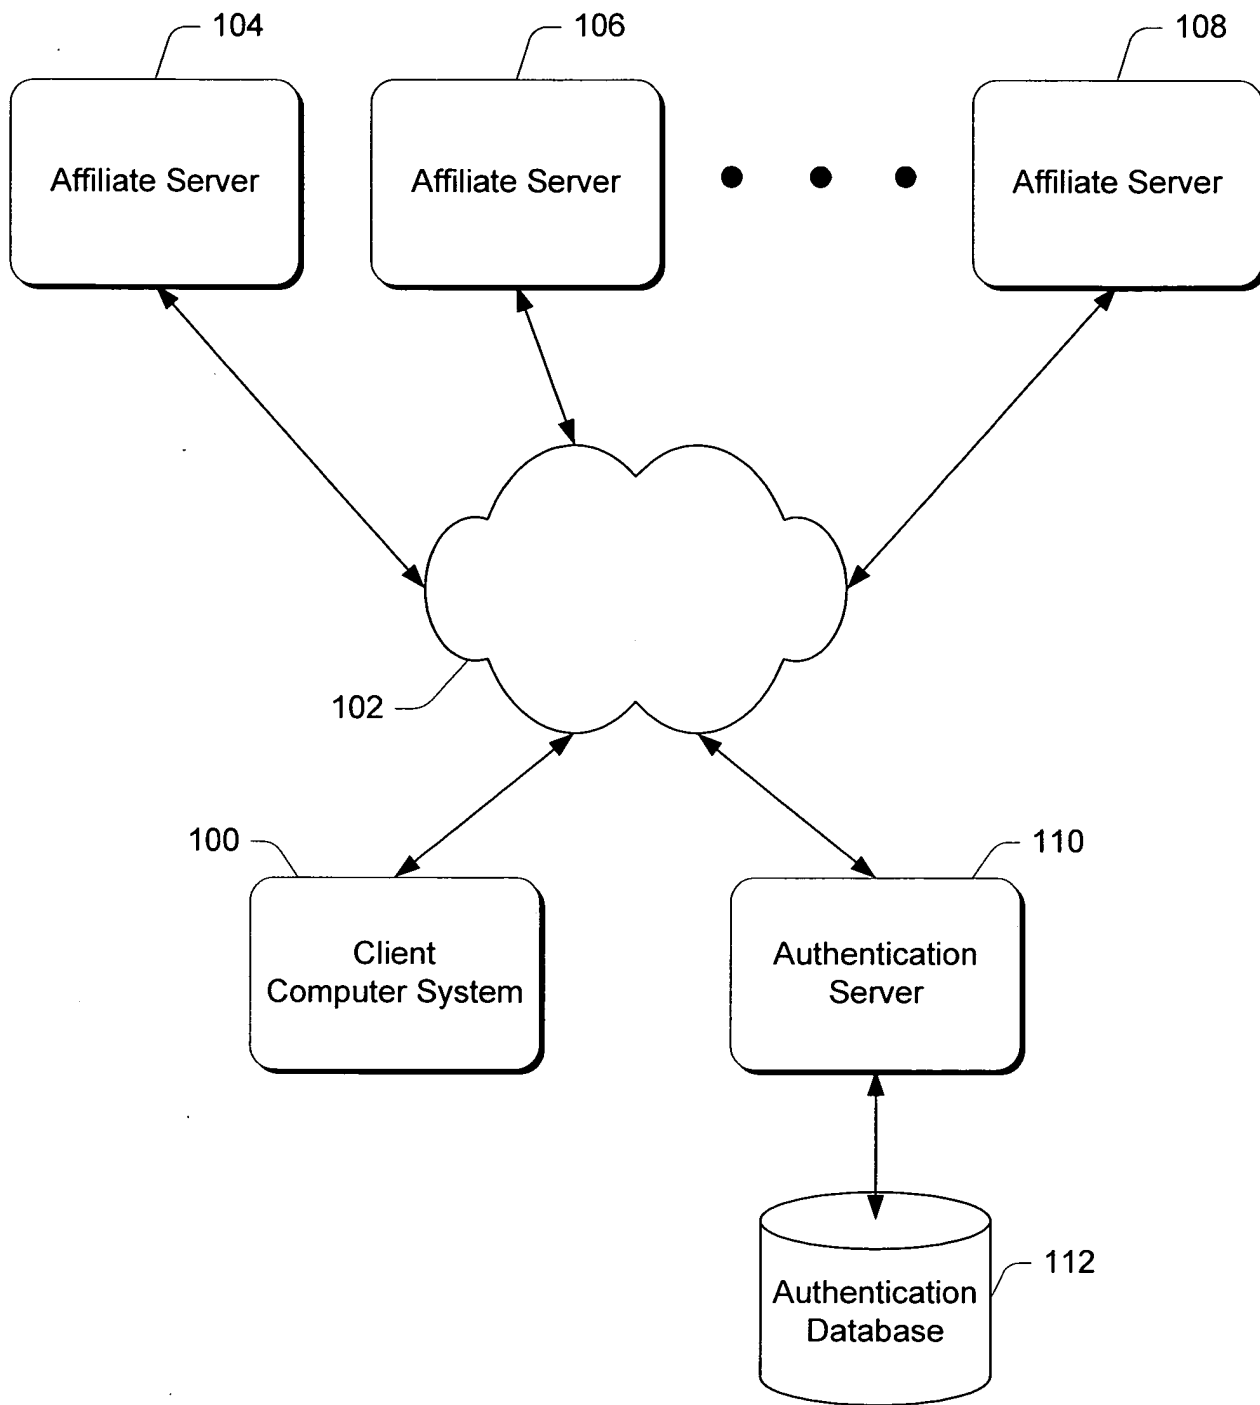 104
106
108
Affiliate Server
Affiliate Server
Affiliate Server
102
100
110
Client
Computer System
Authentication
Server
112
Authentication
Database